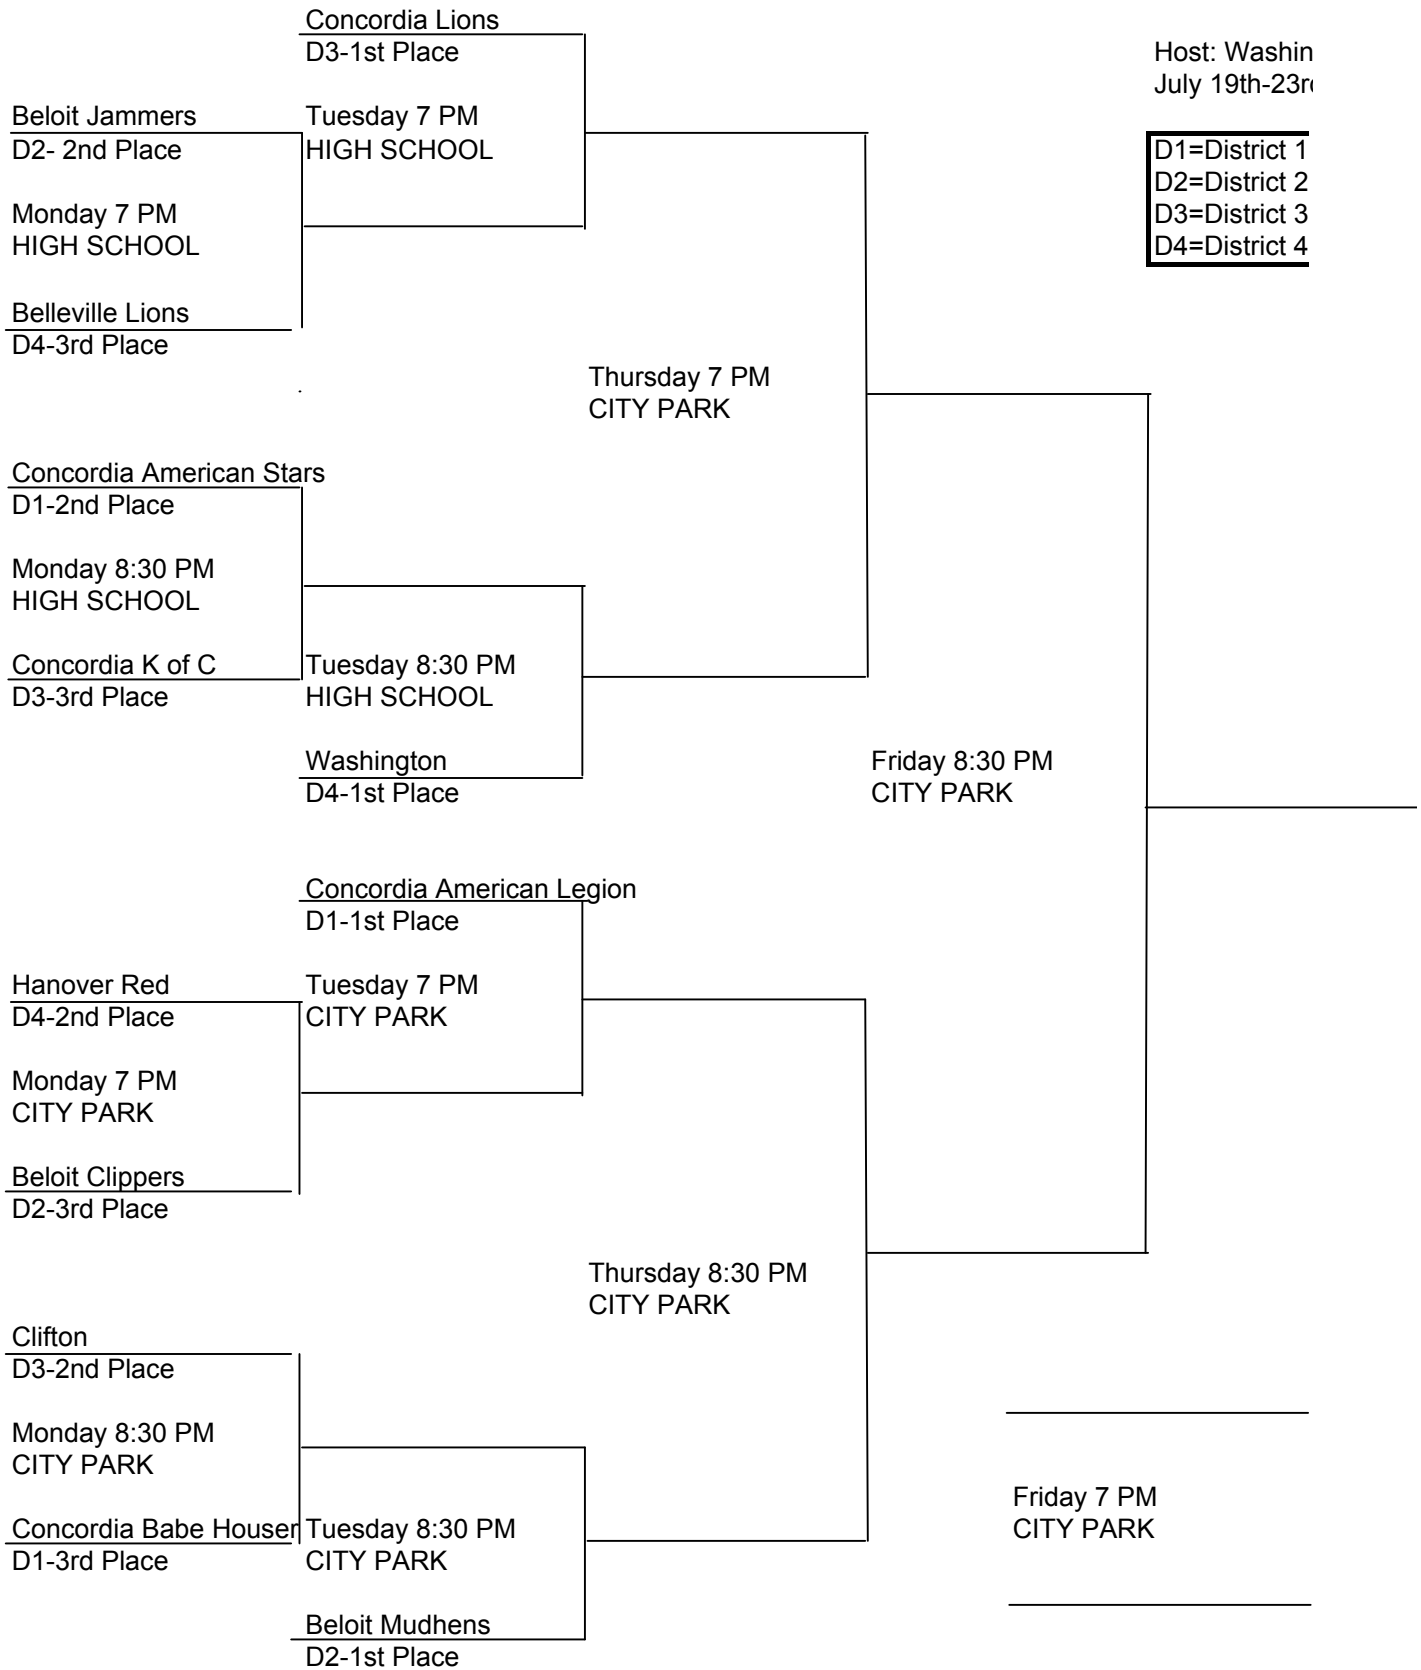 Concordia Lions
D3-1st Place
Host: Washin
July 19th-23r
Beloit Jammers
D2- 2nd Place
Tuesday 7 PM
HIGH SCHOOL
D1=District 1
D2=District 2
D3=District 3
D4=District 4
Monday 7 PM
HIGH SCHOOL
Belleville Lions
D4-3rd Place
Thursday 7 PM
CITY PARK
Concordia American Stars
D1-2nd Place
Monday 8:30 PM
HIGH SCHOOL
Concordia K of C
D3-3rd Place
Tuesday 8:30 PM
HIGH SCHOOL
Washington
D4-1st Place
Friday 8:30 PM
CITY PARK
Concordia American Legion
D1-1st Place
Hanover Red
D4-2nd Place
Tuesday 7 PM
CITY PARK
Monday 7 PM
CITY PARK
Beloit Clippers
D2-3rd Place
Thursday 8:30 PM
CITY PARK
Clifton
D3-2nd Place
Monday 8:30 PM
CITY PARK
Friday 7 PM
CITY PARK
Concordia Babe Houser
D1-3rd Place
Tuesday 8:30 PM
CITY PARK
Beloit Mudhens
D2-1st Place